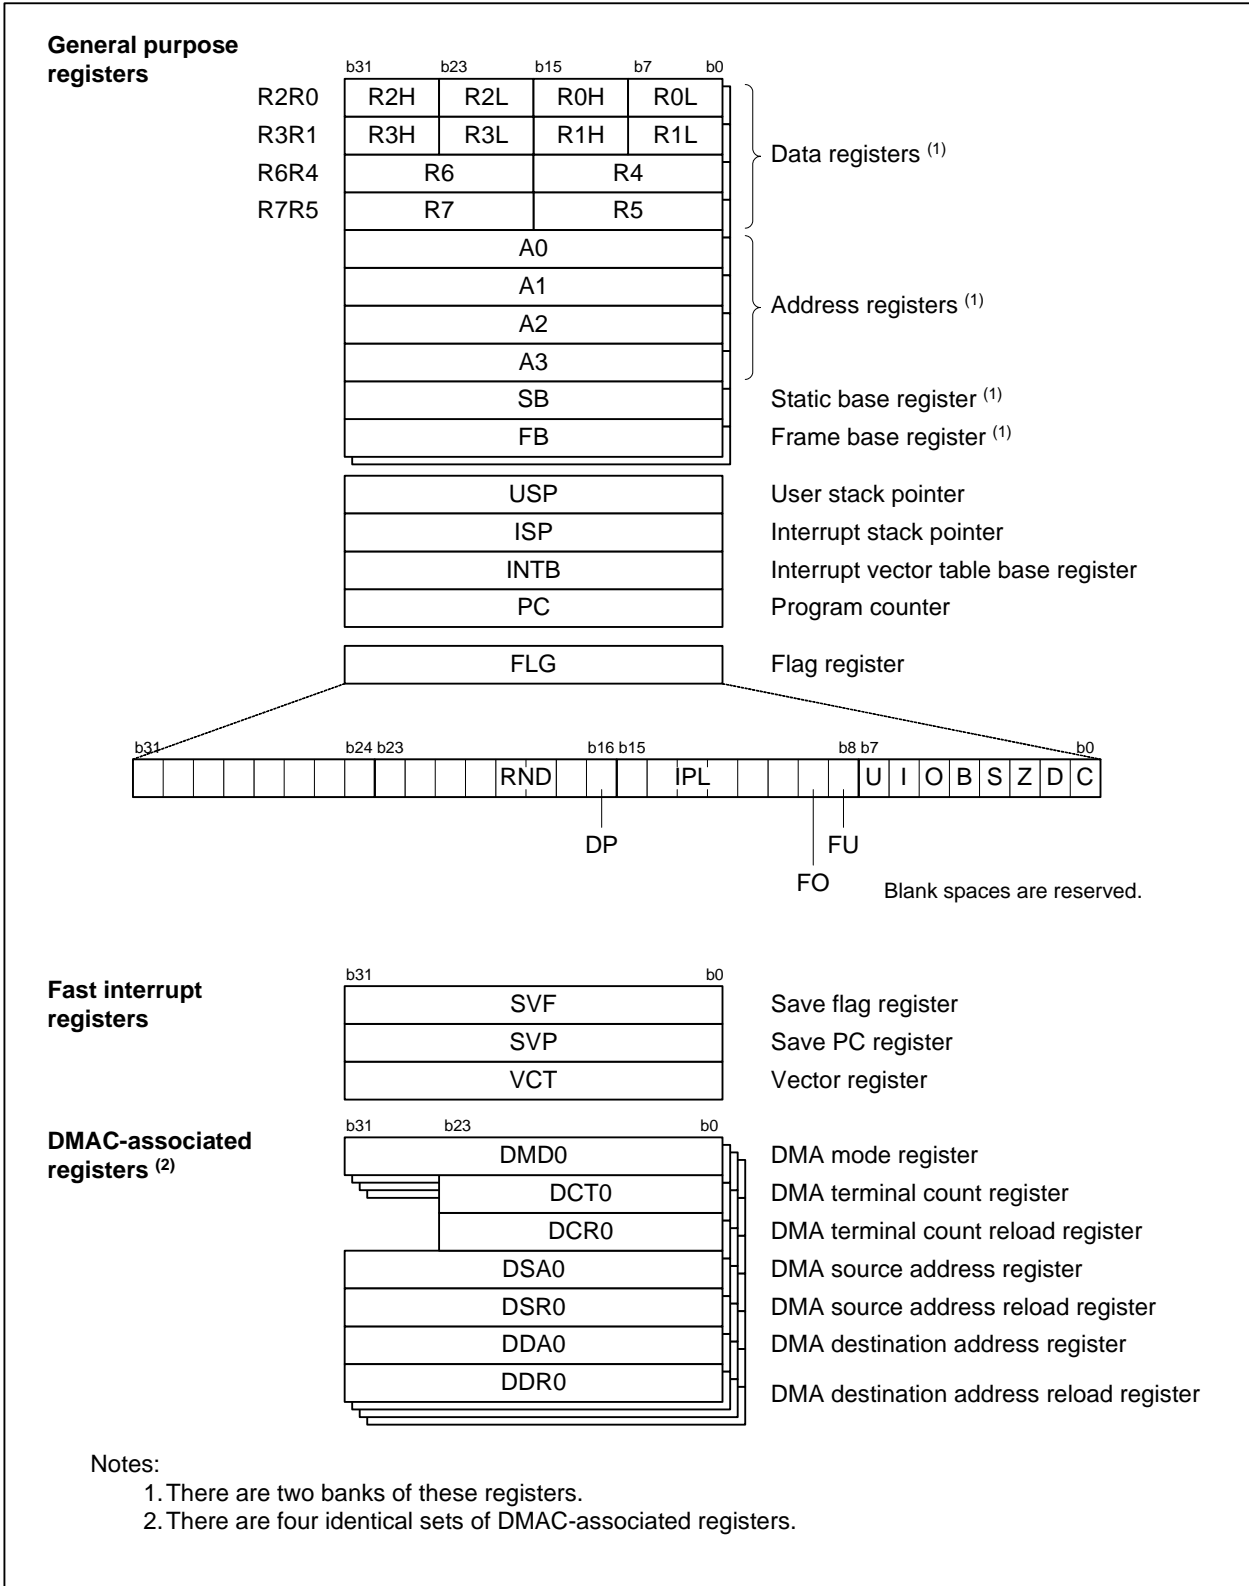 General purpose
registers
b31 b23 b15 b7 b0
R2R0 R2H R2L R0H R0L
R3R1 R3H R3L R1H R1L
Data registers (1)
R6R4 R6 R4
R7R5 R7 R5
A0
A1
Address registers (1)
A2
A3
SB Static base register (1)
FB Frame base register (1)
USP User stack pointer
ISP Interrupt stack pointer
INTB Interrupt vector table base register
PC Program counter
FLG Flag register
b31 b24 b23 b16 b15 b8 b7 b0
RND IPL U I O B S Z D C
DP FU
FO
Blank spaces are reserved.
Fast interrupt
registers
b31 b0
SVF Save flag register
SVP Save PC register
VCT Vector register
DMAC-associated
registers (2)
b31 b23 b0
DMD0 DMA mode register
DCT0 DMA terminal count register
DCR0 DMA terminal count reload register
DSA0 DMA source address register
DSR0 DMA source address reload register
DDA0 DMA destination address register
DDR0 DMA destination address reload register
Notes:
1. There are two banks of these registers.
2. There are four identical sets of DMAC-associated registers.